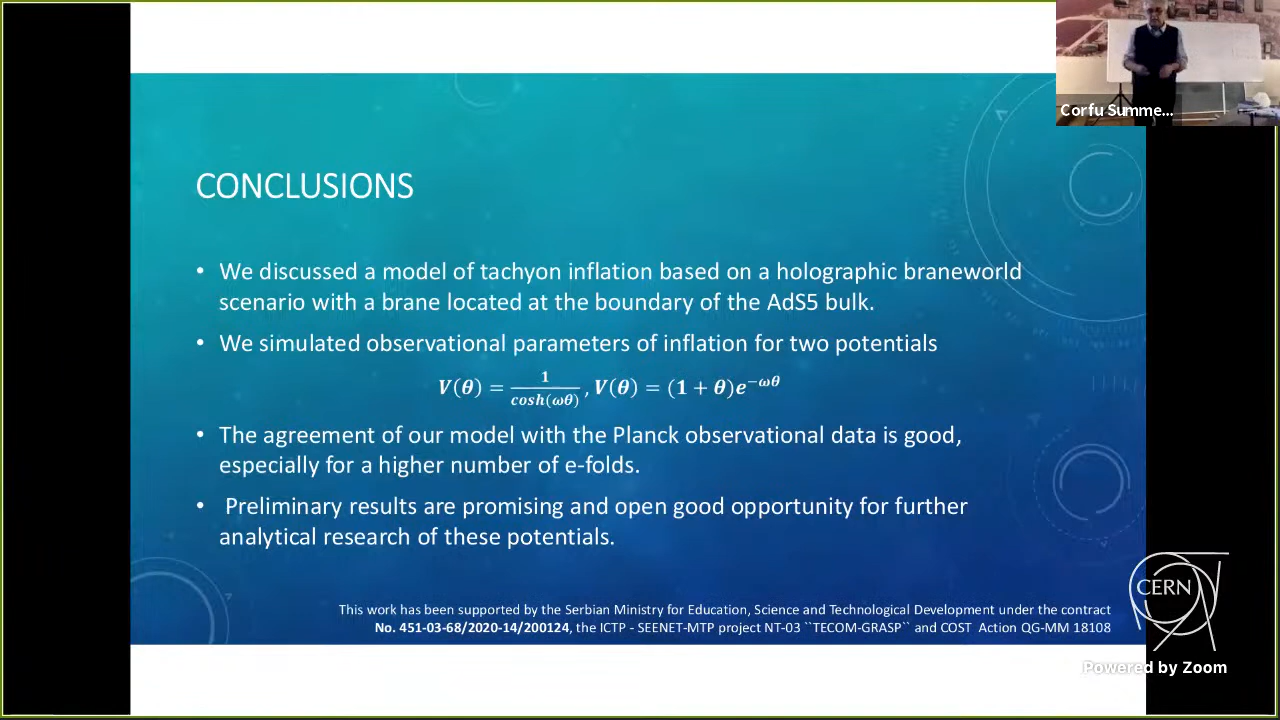 Corfu Summe...
CONCLUSIONS
• We discussed a model of tachyon inflation based on a holographic braneworld
scenario with a brane located at the boundary of the AdS5 bulk.
• We simulated observational parameters of inflation for two potentials
V(θ) = 1/cosh(ωθ) , V(θ) = (1 + θ)e^{−ωθ}
• The agreement of our model with the Planck observational data is good,
especially for a higher number of e-folds.
• Preliminary results are promising and open good opportunity for further
analytical research of these potentials.
This work has been supported by the Serbian Ministry for Education, Science and Technological Development under the contract
No. 451-03-68/2020-14/200124, the ICTP - SEENET-MTP project NT-03 ``TECOM-GRASP`` and COST Action QG-MM 18108
CERN
Powered by Zoom